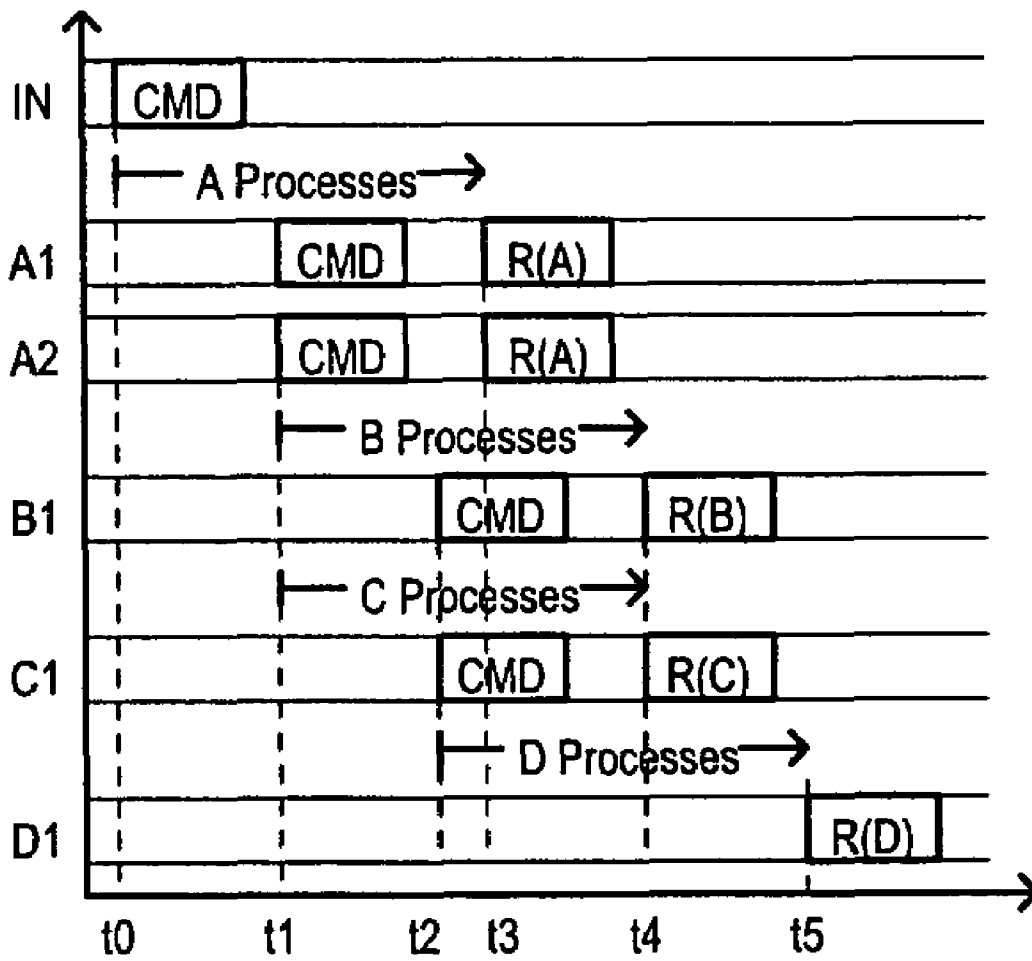 IN CMD
A Processes
A1 CMD R(A)
A2 CMD R(A)
B Processes
B1 CMD R(B)
C Processes
C1 CMD R(C)
D Processes
D1 R(D)
t0 t1 t2 t3 t4 t5